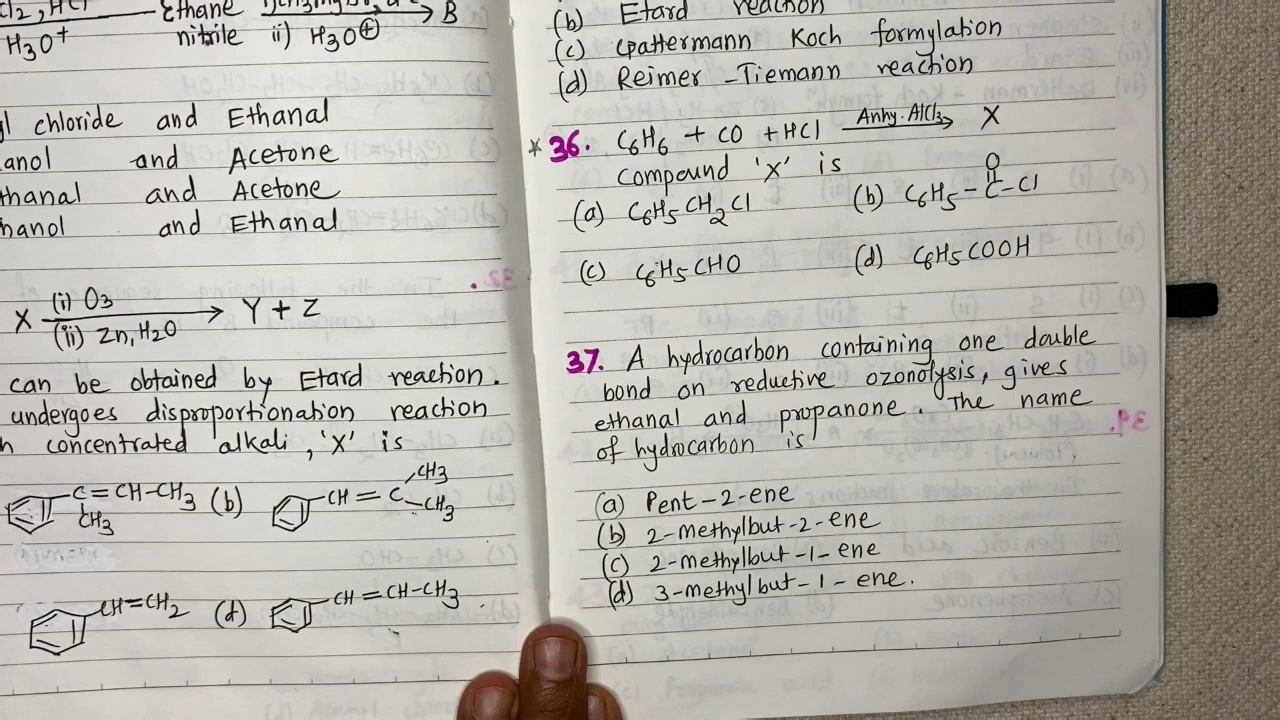 Ethane → B
H3O+ nitrile ii) H3O⊕
chloride and Ethanal
and Acetone
and Acetone
and Ethanal
X (i) O3 → Y + Z
(ii) Zn, H2O
can be obtained by Etard reaction.
undergoes disproportionation reaction
concentrated alkali, 'X' is
C=CH-CH3 (b) CH=C CH3
CH3 CH3
CH=CH2 (d) CH=CH-CH3
(b) Etard reaction
(c) Gattermann Koch formylation
(d) Reimer-Tiemann reaction
*36. C6H6 + CO + HCl Anhy. AlCl3 → X
compound 'X' is
(a) C6H5CH2Cl (b) C6H5-C-Cl
O
(c) C6H5CHO (d) C6H5COOH
37. A hydrocarbon containing one double
bond on reductive ozonolysis, gives
ethanal and propanone. The name
of hydrocarbon is
(a) Pent-2-ene
(b) 2-methylbut-2-ene
(c) 2-methylbut-1-ene
(d) 3-methylbut-1-ene.